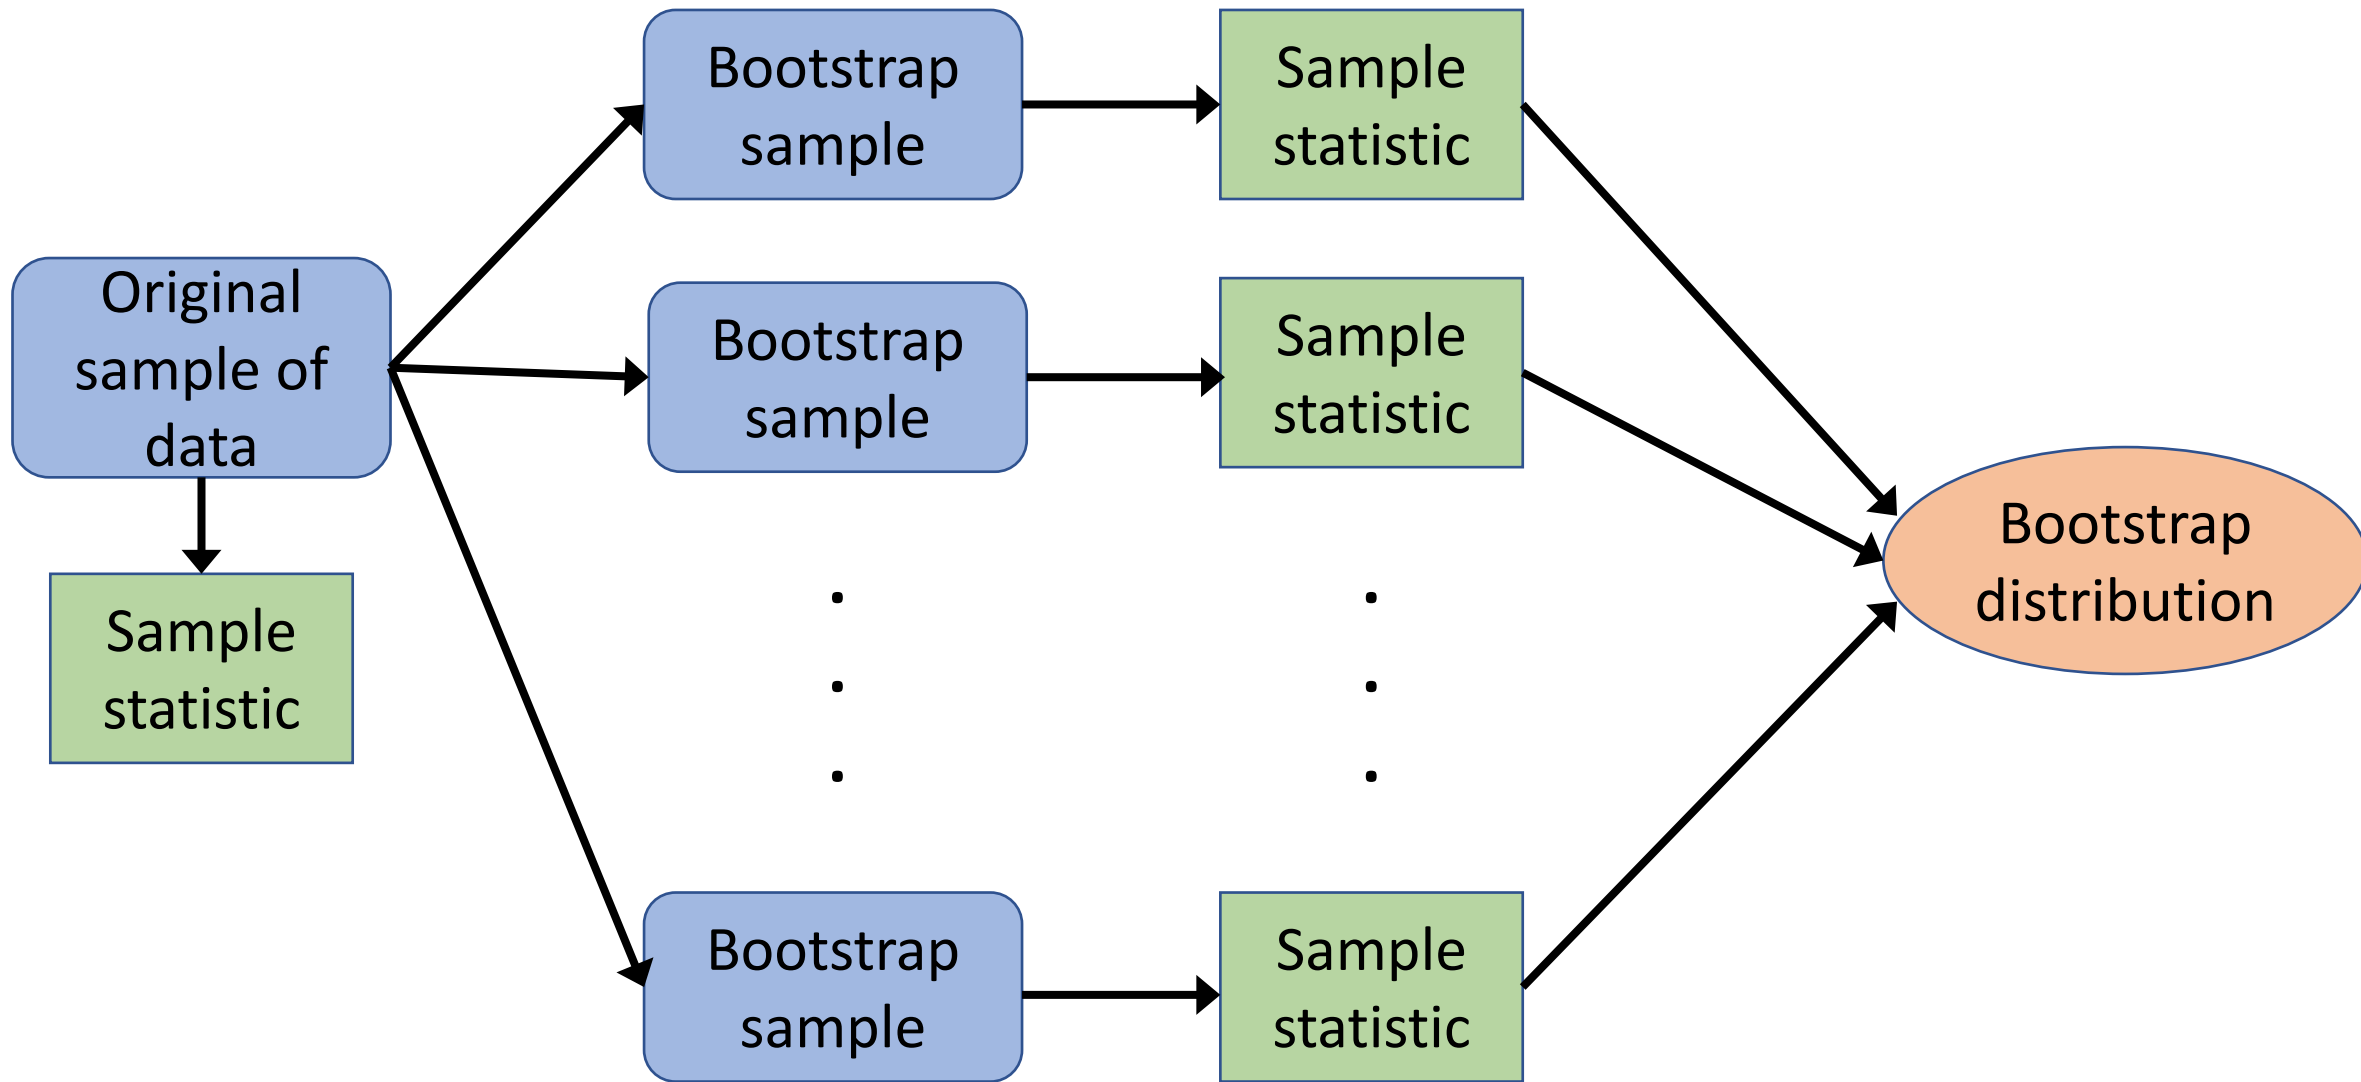 Original
sample of
data
Sample
statistic
Bootstrap
sample
Sample
statistic
Bootstrap
sample
Sample
statistic
.
.
.
.
.
.
Bootstrap
sample
Sample
statistic
Bootstrap
distribution